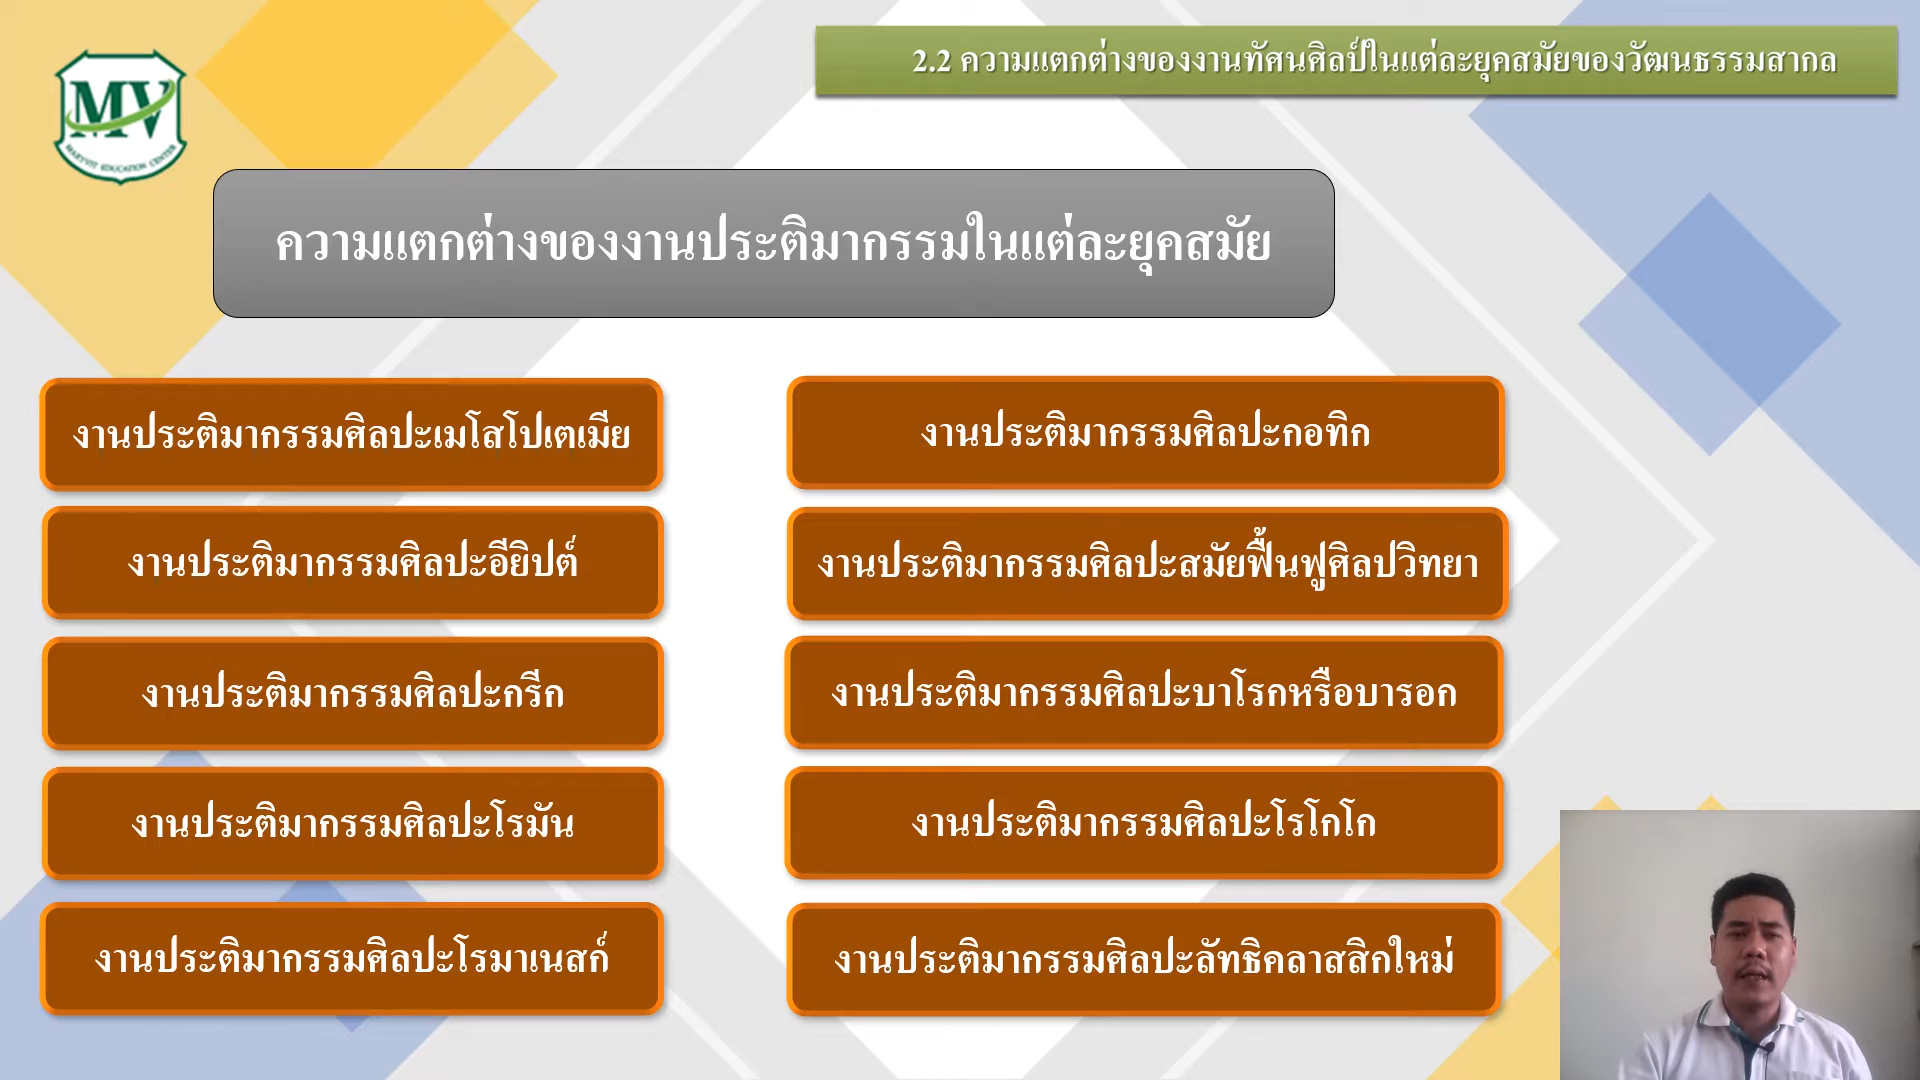 2.2 ความแตกต่างของงานทัศนศิลป์ในแต่ละยุคสมัยของวัฒนธรรมสากล
MV
MARYVIT EDUCATION CENTER
ความแตกต่างของงานประติมากรรมในแต่ละยุคสมัย
งานประติมากรรมศิลปะเมโสโปเตเมีย
งานประติมากรรมศิลปะอียิปต์
งานประติมากรรมศิลปะกรีก
งานประติมากรรมศิลปะโรมัน
งานประติมากรรมศิลปะโรมาเนสก์
งานประติมากรรมศิลปะกอทิก
งานประติมากรรมศิลปะสมัยฟื้นฟูศิลปวิทยา
งานประติมากรรมศิลปะบาโรกหรือบารอก
งานประติมากรรมศิลปะโรโกโก
งานประติมากรรมศิลปะลัทธิคลาสสิกใหม่